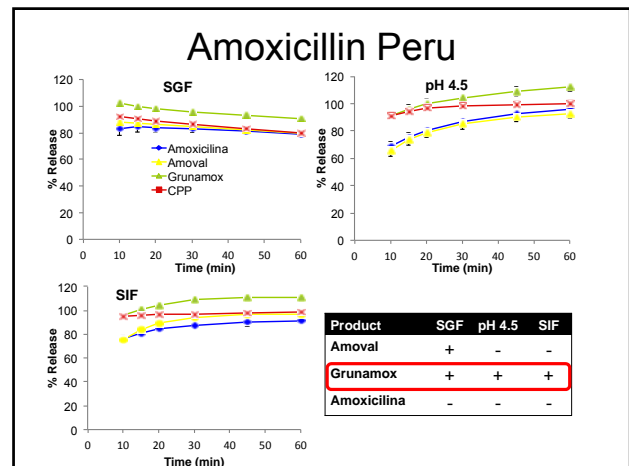 Amoxicillin Peru
SGF
% Release
120
100
80
60
40
20
0
0 10 20 30 40 50 60
Time (min)
Amoxicilina
Amoval
Grunamox
CPP
pH 4.5
% Release
120
100
80
60
40
20
0
0 10 20 30 40 50 60
Time (min)
SIF
% Release
120
100
80
60
40
20
0
0 10 20 30 40 50 60
Time (min)
Product SGF pH 4.5 SIF
Amoval + - -
Grunamox + + +
Amoxicilina - - -